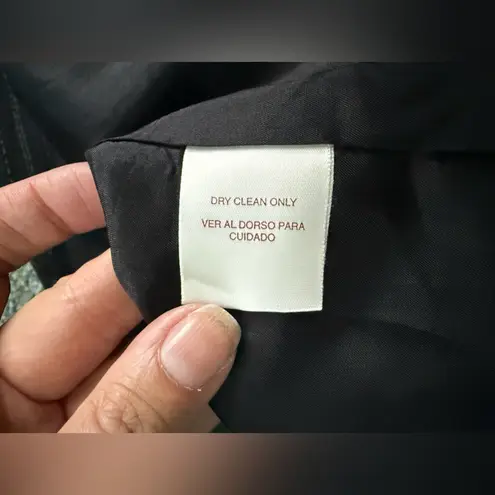 DRY CLEAN ONLY
VER AL DORSO PARA
CUIDADO